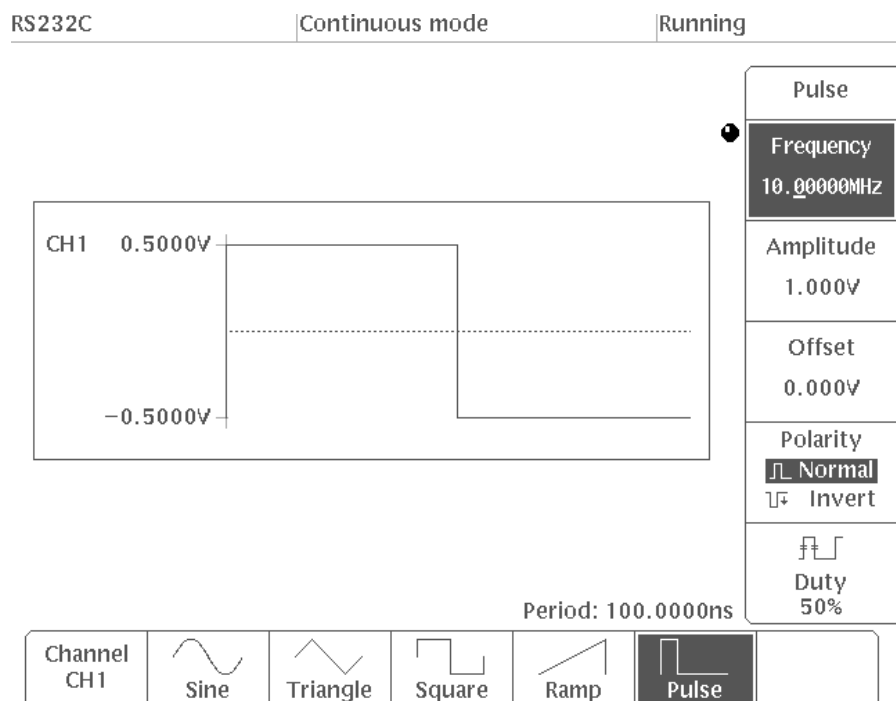 RS232C Continuous mode Running
Pulse
Frequency
10.00000MHz
CH1 0.5000V
-0.5000V
Amplitude
1.000V
Offset
0.000V
Polarity
Normal
Invert
Duty
50%
Period: 100.0000ns
Channel
CH1
Sine
Triangle
Square
Ramp
Pulse